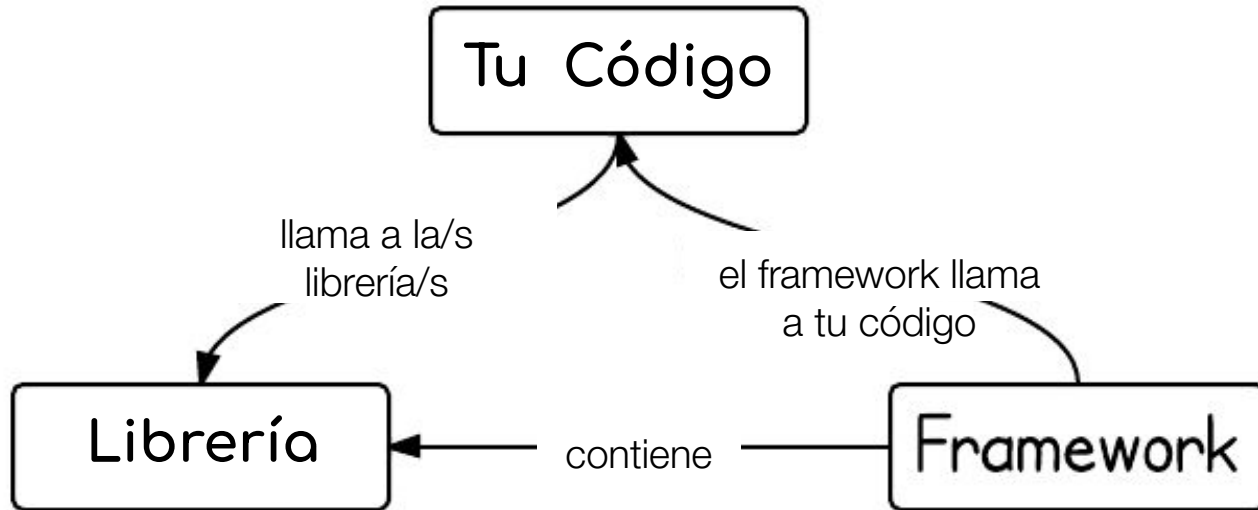 Tu Código
llama a la/s
librería/s
el framework llama
a tu código
Librería
contiene
Framework